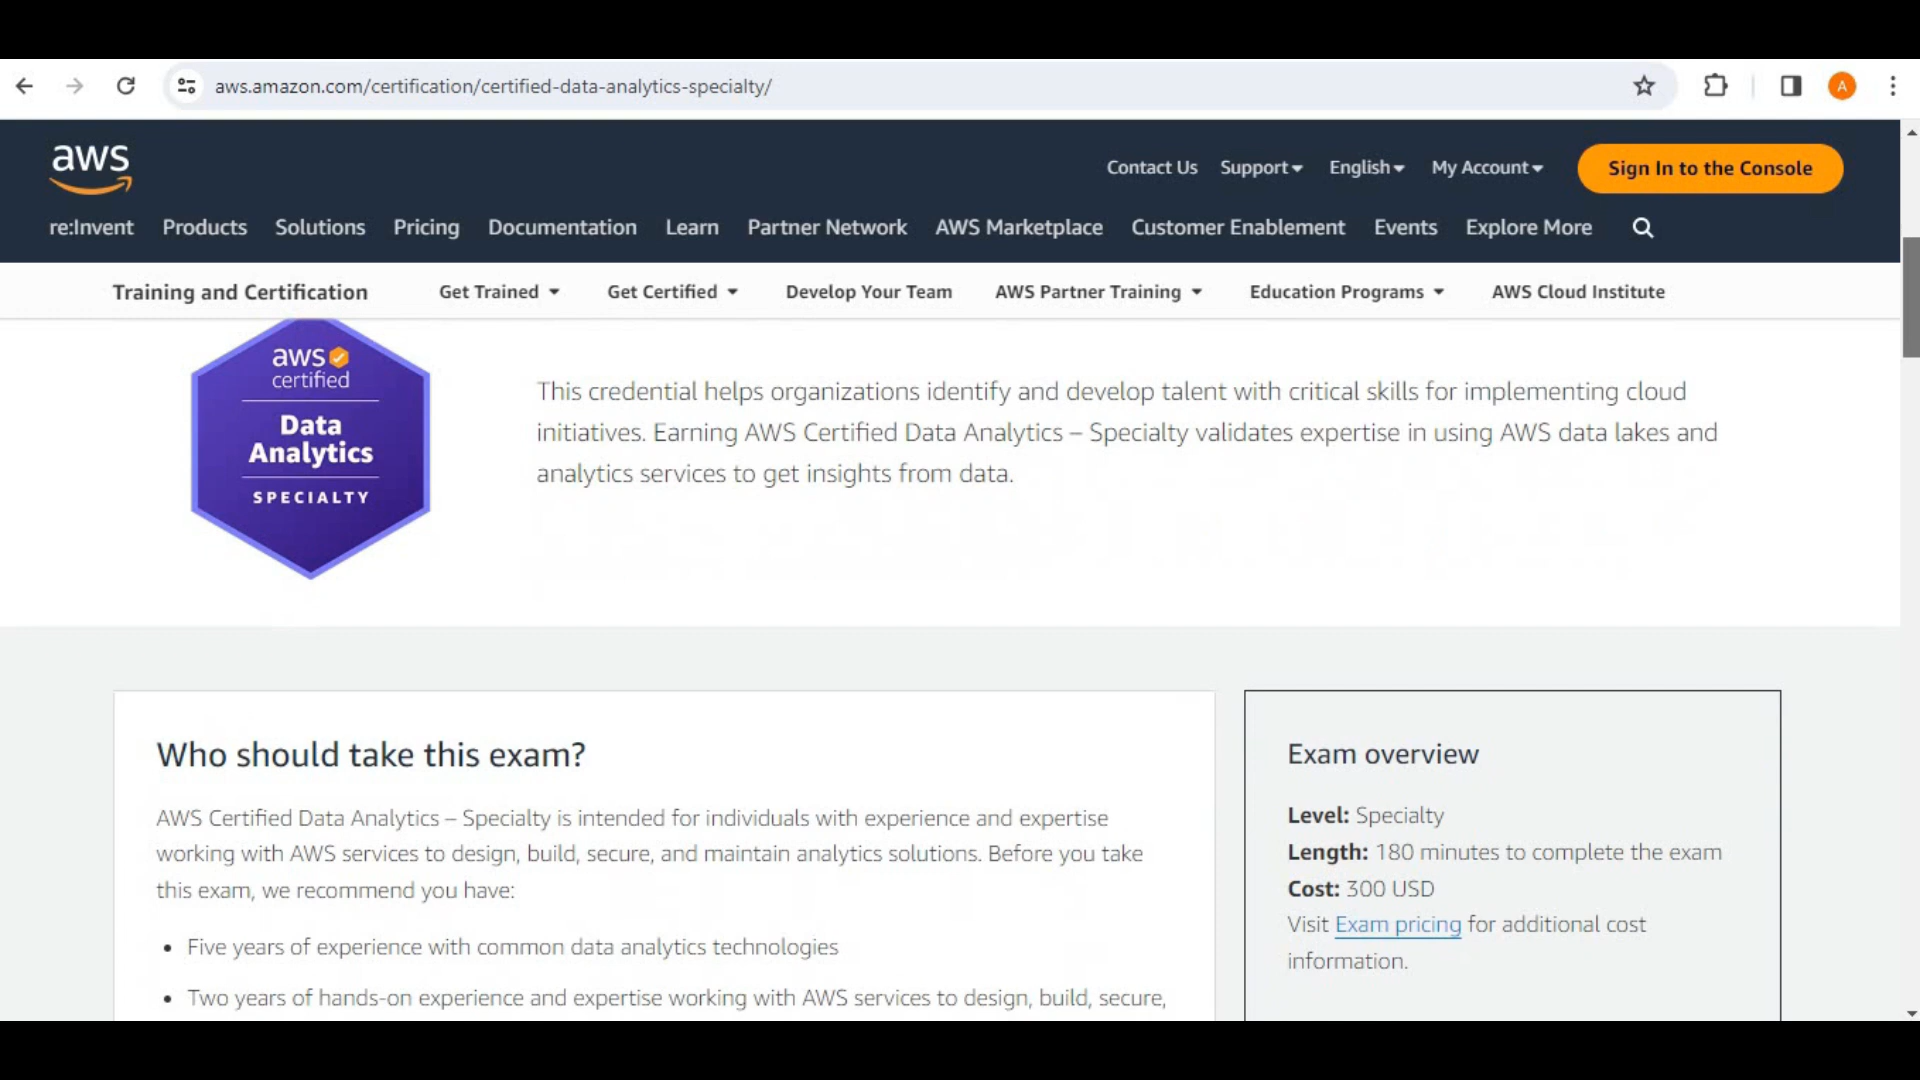 aws.amazon.com/certification/certified-data-analytics-specialty/
A
aws
Contact Us Support English My Account Sign In to the Console
re:Invent Products Solutions Pricing Documentation Learn Partner Network AWS Marketplace Customer Enablement Events Explore More
Training and Certification Get Trained Get Certified Develop Your Team AWS Partner Training Education Programs AWS Cloud Institute
aws
certified
Data
Analytics
SPECIALTY
This credential helps organizations identify and develop talent with critical skills for implementing cloud
initiatives. Earning AWS Certified Data Analytics – Specialty validates expertise in using AWS data lakes and
analytics services to get insights from data.
Who should take this exam?
AWS Certified Data Analytics – Specialty is intended for individuals with experience and expertise
working with AWS services to design, build, secure, and maintain analytics solutions. Before you take
this exam, we recommend you have:
• Five years of experience with common data analytics technologies
• Two years of hands-on experience and expertise working with AWS services to design, build, secure,
Exam overview
Level: Specialty
Length: 180 minutes to complete the exam
Cost: 300 USD
Visit Exam pricing for additional cost
information.